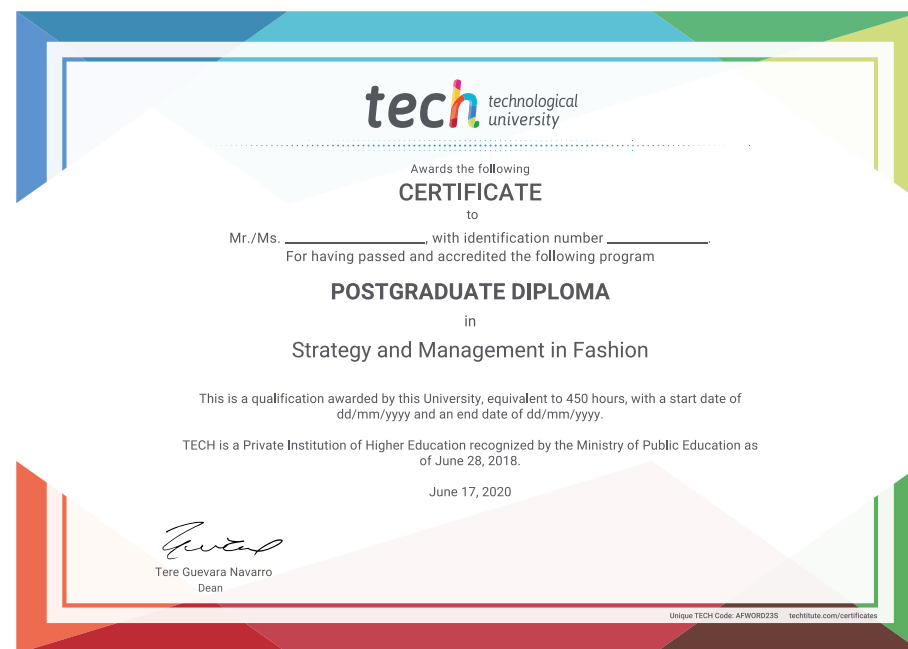 tech technological
university
Awards the following
CERTIFICATE
to
Mr./Ms. ____________________, with identification number ______________.
For having passed and accredited the following program
POSTGRADUATE DIPLOMA
in
Strategy and Management in Fashion
This is a qualification awarded by this University, equivalent to 450 hours, with a start date of
dd/mm/yyyy and an end date of dd/mm/yyyy.
TECH is a Private Institution of Higher Education recognized by the Ministry of Public Education as
of June 28, 2018.
June 17, 2020
Tere Guevara Navarro
Dean
Unique TECH Code: AFWORD23S techtitute.com/certificates